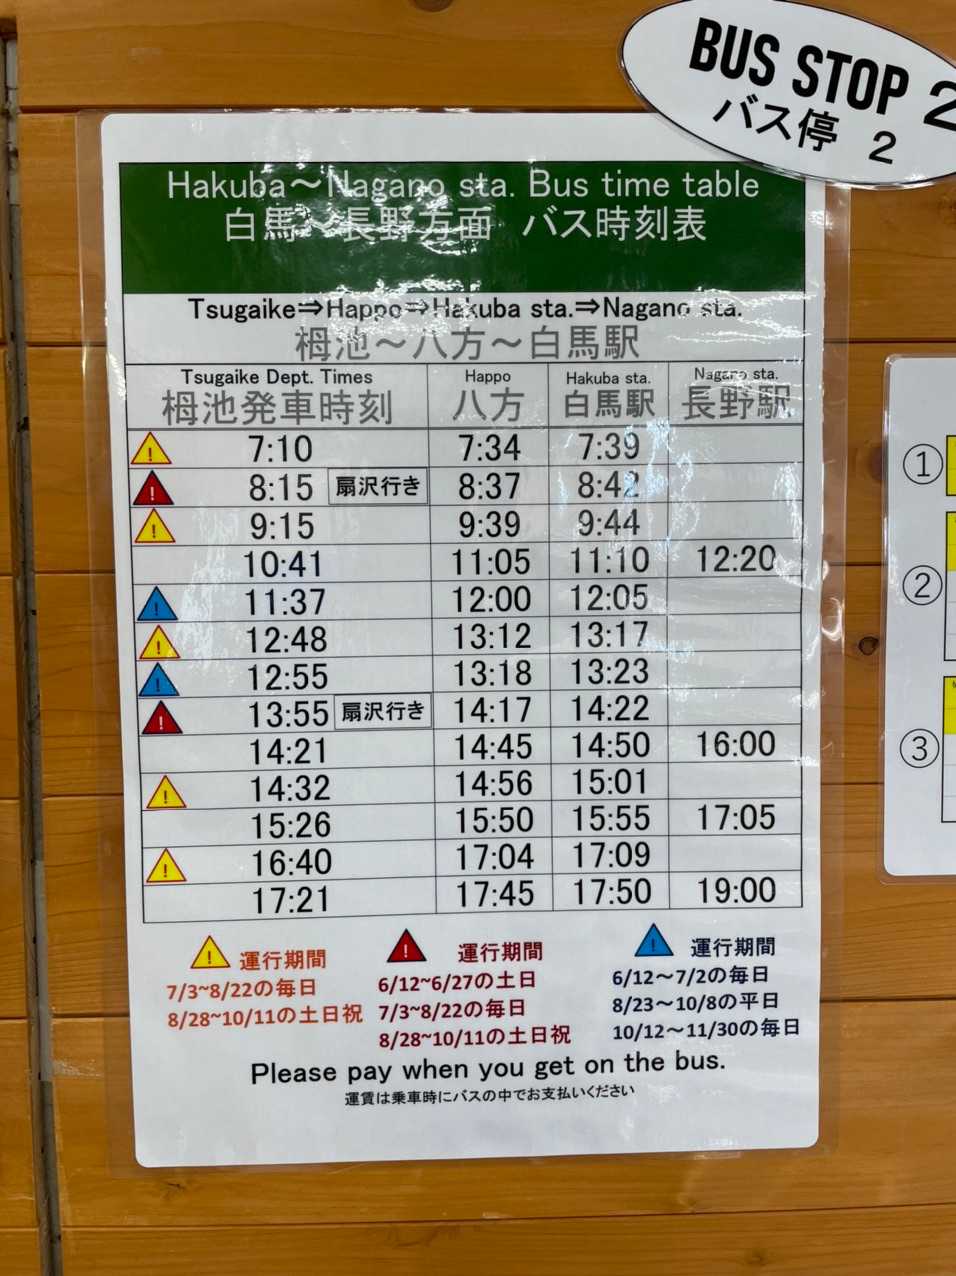 BUS STOP 2
バス停 2
Hakuba～Nagano sta. Bus time table
白馬～長野方面 バス時刻表
Tsugaike⇒Happo⇒Hakuba sta.⇒Nagano sta.
栂池～八方～白馬駅
Tsugaike Dept. Times Happo Hakuba sta. Nagano sta.
栂池発車時刻 八方 白馬駅 長野駅
! 7:10 7:34 7:39
! 8:15 扇沢行き 8:37 8:42
! 9:15 9:39 9:44
10:41 11:05 11:10 12:20
! 11:37 12:00 12:05
! 12:48 13:12 13:17
! 12:55 13:18 13:23
! 13:55 扇沢行き 14:17 14:22
14:21 14:45 14:50 16:00
! 14:32 14:56 15:01
15:26 15:50 15:55 17:05
! 16:40 17:04 17:09
17:21 17:45 17:50 19:00
! 運行期間
7/3~8/22の毎日
8/28~10/11の土日祝
! 運行期間
6/12~6/27の土日
7/3~8/22の毎日
8/28~10/11の土日祝
! 運行期間
6/12～7/2の毎日
8/23～10/8の平日
10/12～11/30の毎日
Please pay when you get on the bus.
運賃は乗車時にバスの中でお支払いください
①
②
③